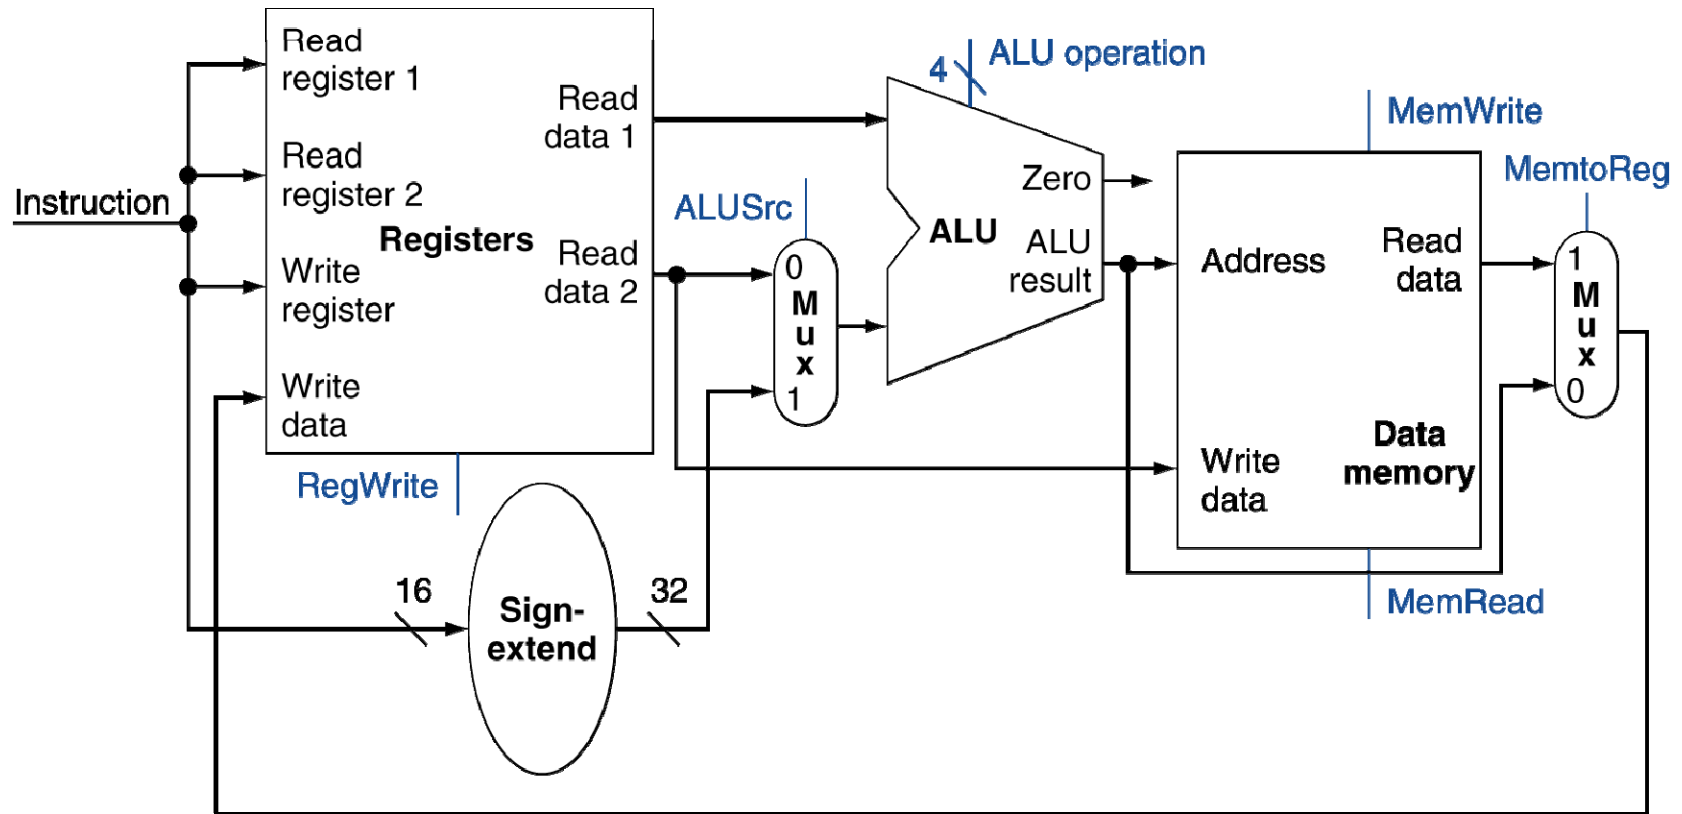 Instruction
Read
register 1
Read
register 2
Registers
Write
register
Write
data
Read
data 1
Read
data 2
RegWrite
16
Sign-
extend
32
ALUSrc
0
M
u
x
1
4
ALU operation
Zero
ALU
ALU
result
MemWrite
Address
Read
data
Write
data
Data
memory
MemRead
MemtoReg
1
M
u
x
0